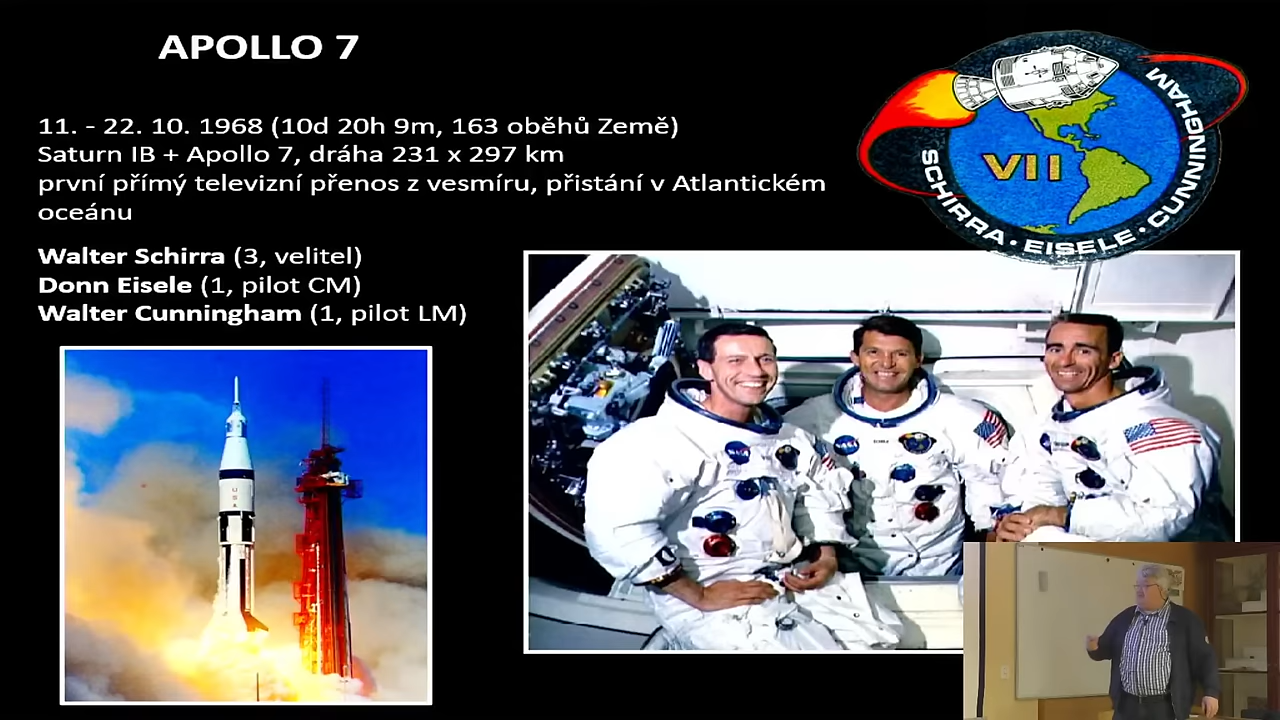 APOLLO 7
11. - 22. 10. 1968 (10d 20h 9m, 163 oběhů Země)
Saturn IB + Apollo 7, dráha 231 x 297 km
první přímý televizní přenos z vesmíru, přistání v Atlantickém
oceánu
Walter Schirra (3, velitel)
Donn Eisele (1, pilot CM)
Walter Cunningham (1, pilot LM)
VII
SCHIRRA · EISELE · CUNNINGHAM
USA
NASA
NASA